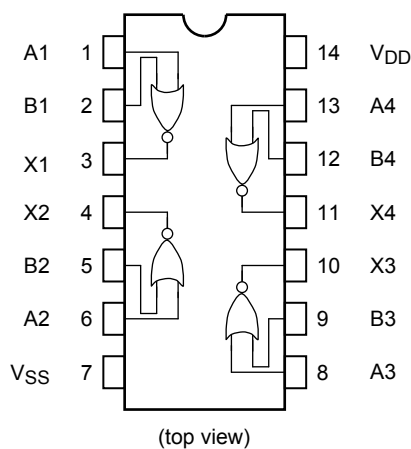 A1 1 14 VDD
B1 2 13 A4
X1 3 12 B4
X2 4 11 X4
B2 5 10 X3
A2 6 9 B3
VSS 7 8 A3
(top view)